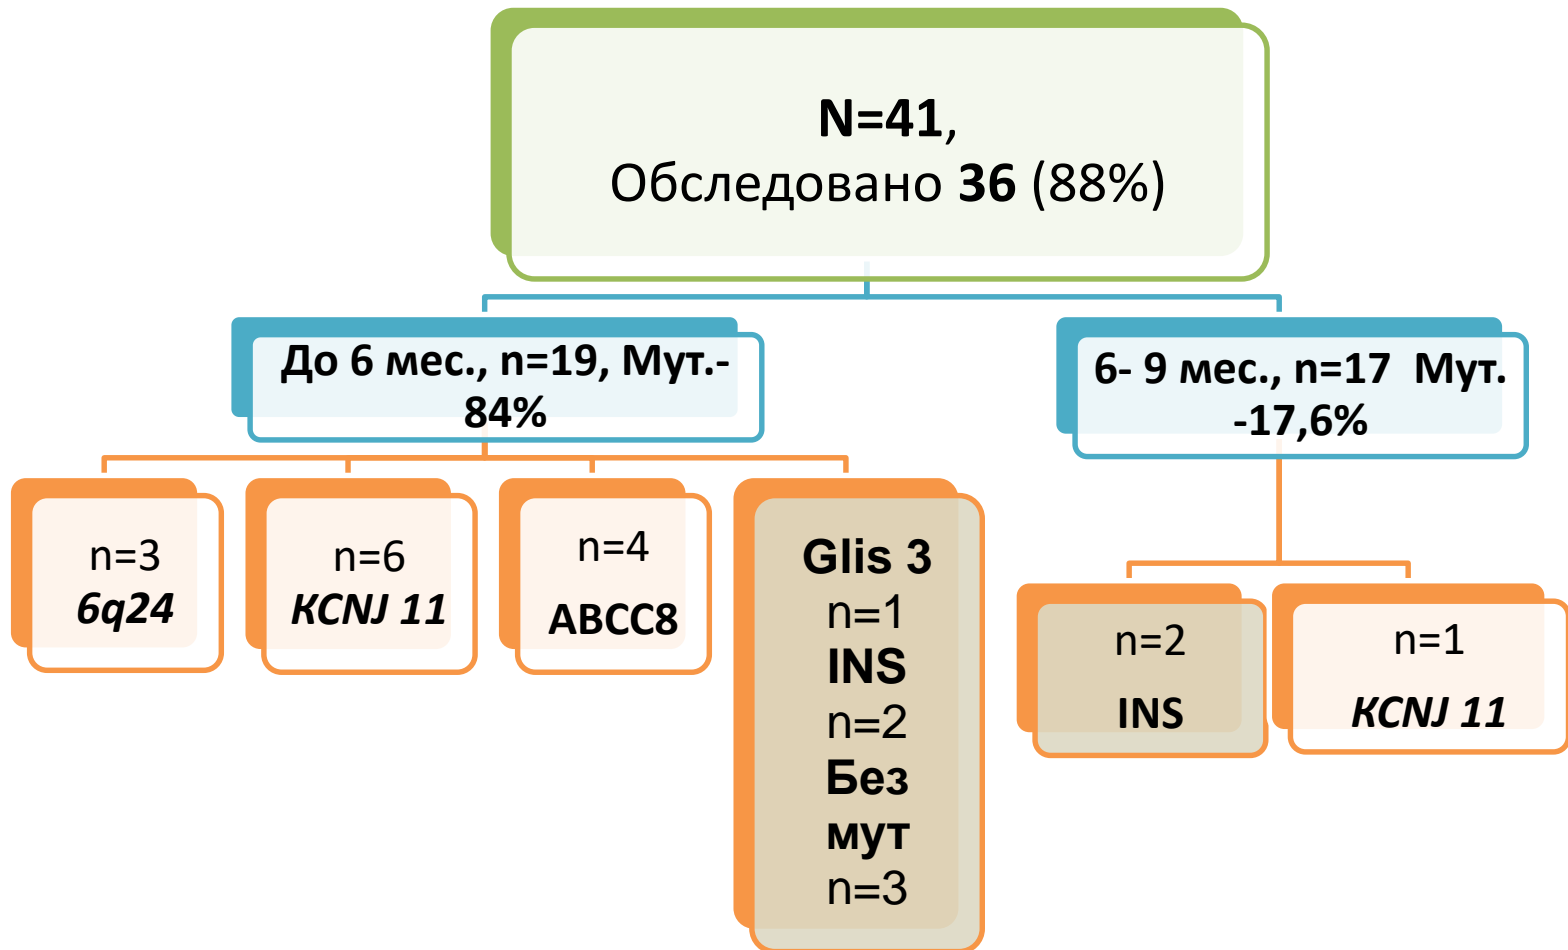 N=41,
Обследовано 36 (88%)
До 6 мес., n=19, Мут.-
84%
6- 9 мес., n=17 Мут.
-17,6%
n=3
6q24
n=6
KCNJ 11
n=4
ABCC8
Glis 3
n=1
INS
n=2
Без
мут
n=3
n=2
INS
n=1
KCNJ 11